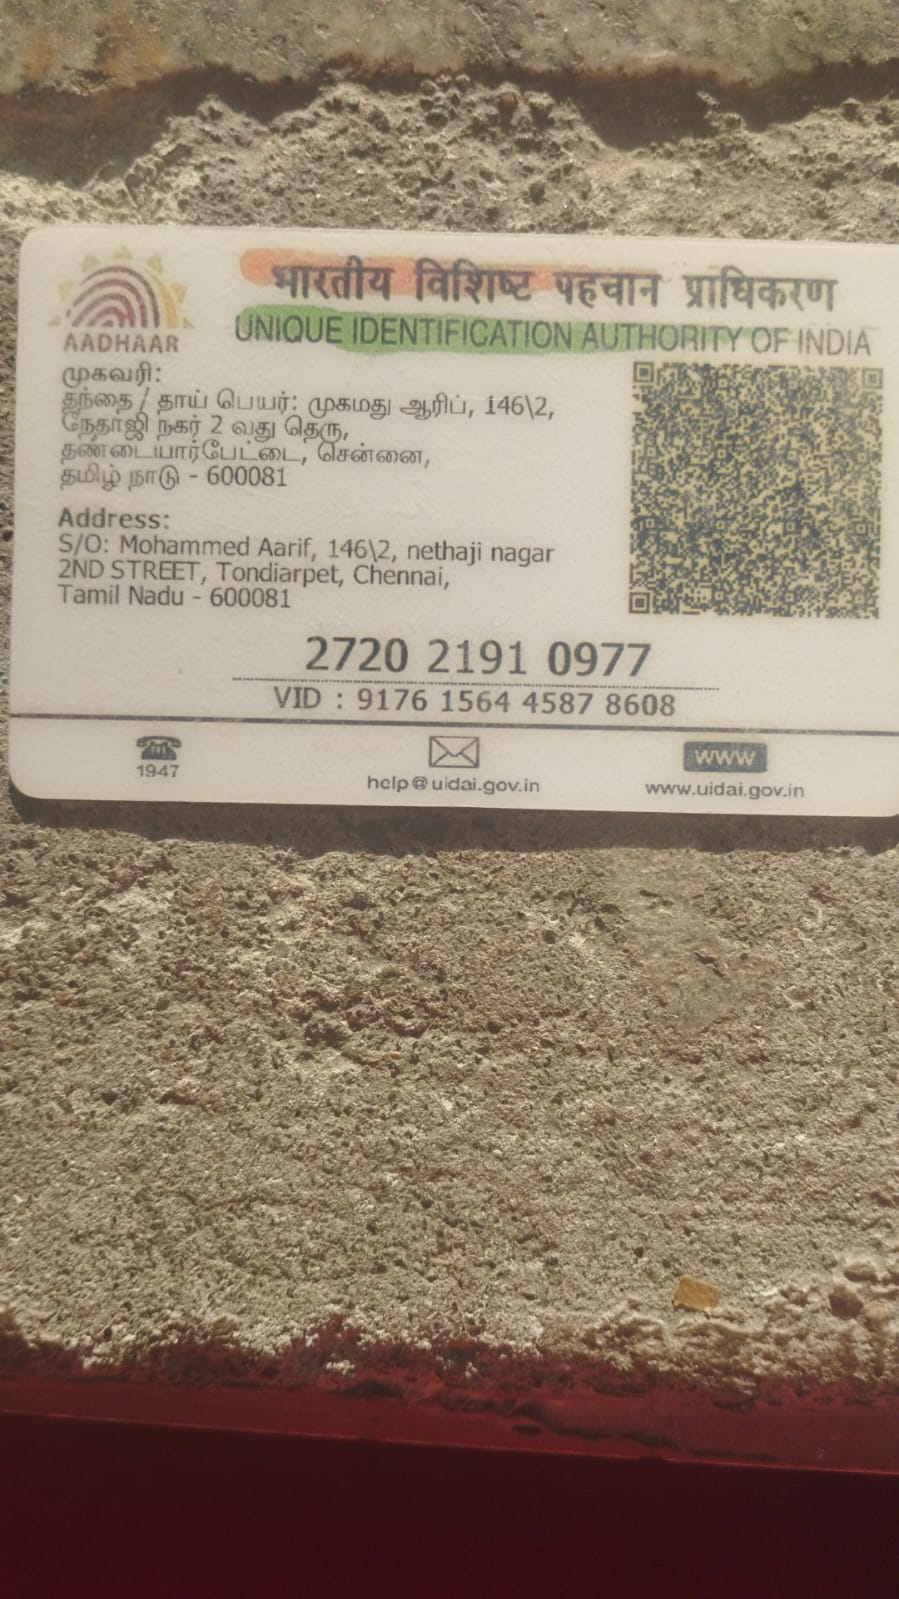 भारतीय विशिष्ट पहचान प्राधिकरण
UNIQUE IDENTIFICATION AUTHORITY OF INDIA
AADHAAR
முகவரி:
தந்தை / தாய் பெயர்: முகமது ஆரிப், 146\2,
நேதாஜி நகர் 2 வது தெரு,
தண்டையார்பேட்டை, சென்னை,
தமிழ் நாடு - 600081
Address:
S/O: Mohammed Aarif, 146\2, nethaji nagar
2ND STREET, Tondiarpet, Chennai,
Tamil Nadu - 600081
2720 2191 0977
VID : 9176 1564 4587 8608
1947
help@uidai.gov.in
www
www.uidai.gov.in